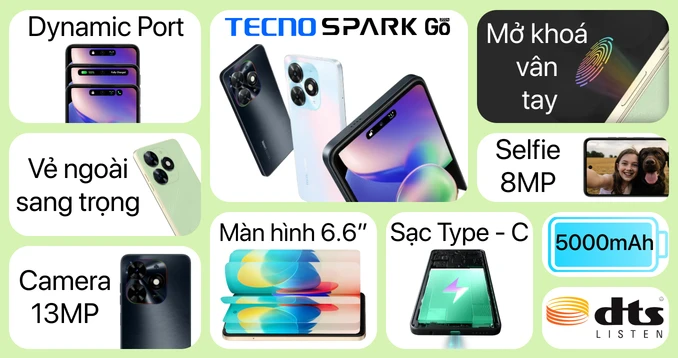 Dynamic Port
TECNO SPARK Go
Mở khoá
vân
tay
Vẻ ngoài
sang trọng
Selfie
8MP
Màn hình 6.6”
Sạc Type - C
5000mAh
Camera
13MP
dts
LISTEN